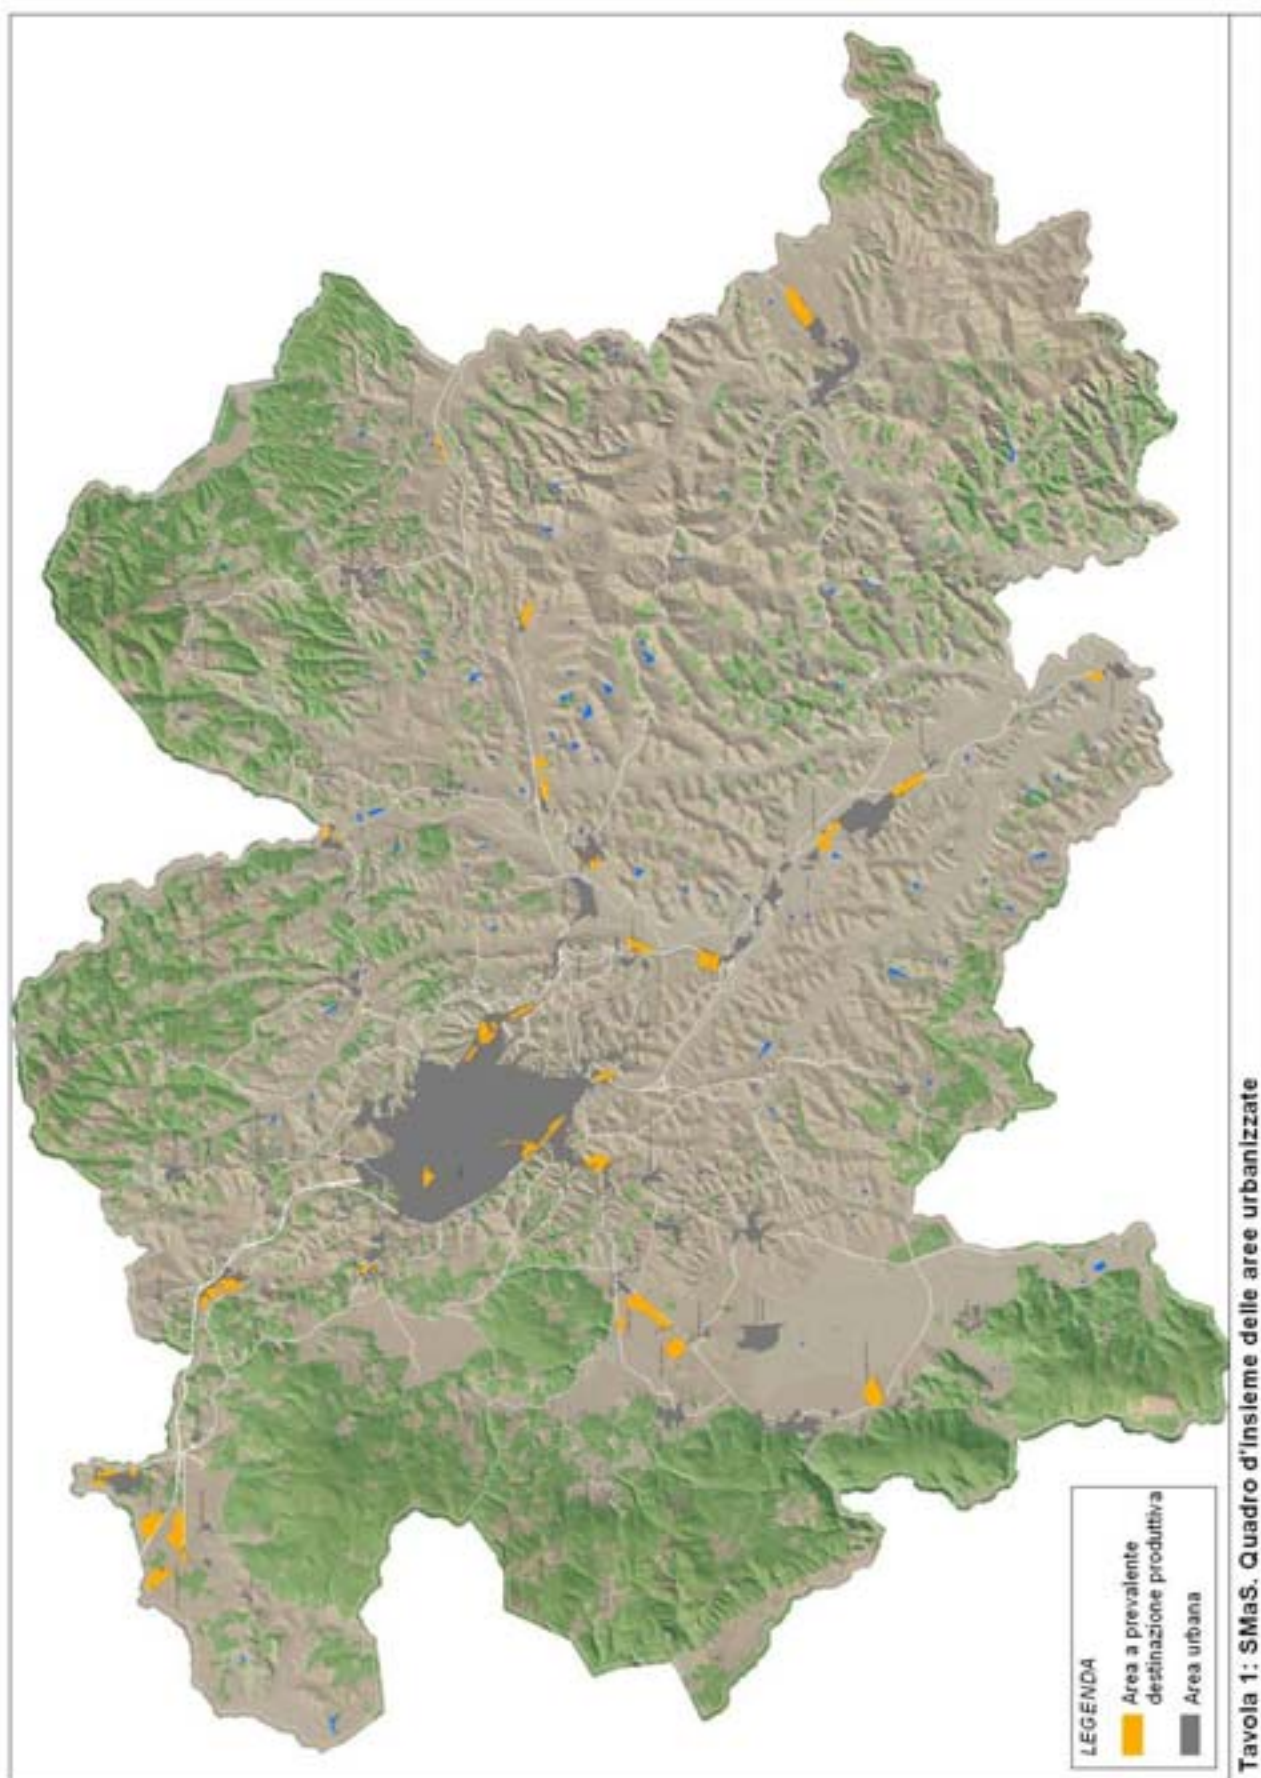 LEGENDA
Area a prevalente
destinazione produttiva
Area urbana
Tavola 1: SMaS. Quadro d'insieme delle aree urbanizzate